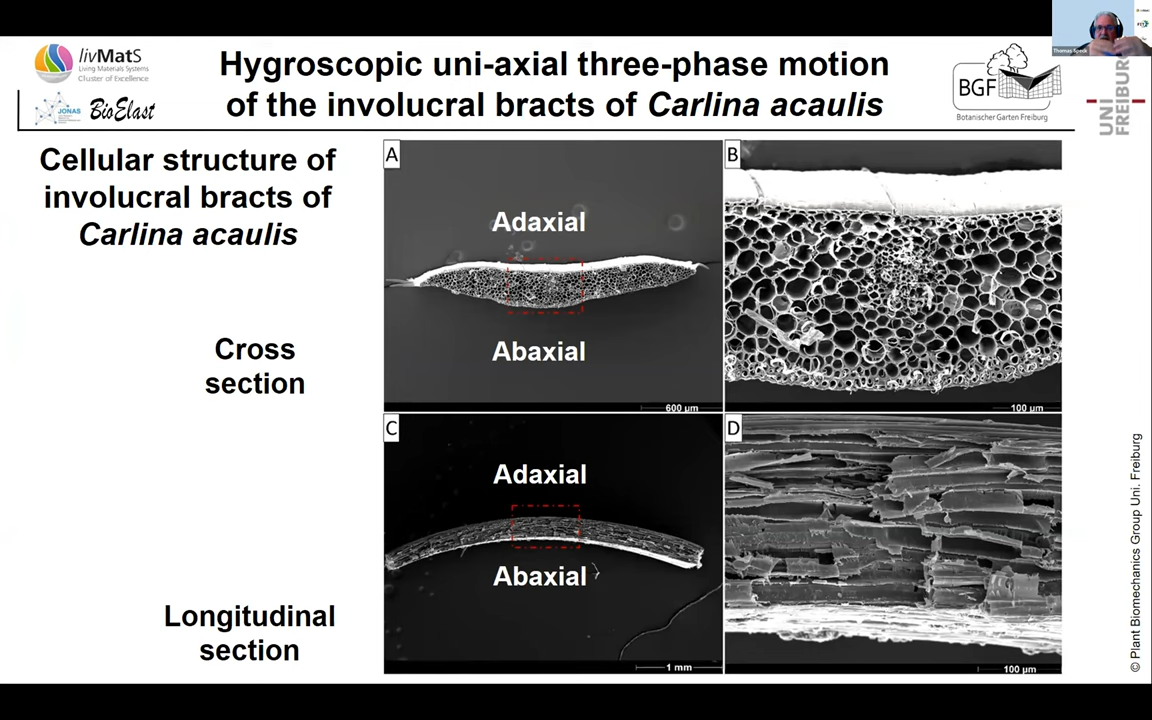 Thomas Speck
livMatS
Living Materials Systems
Cluster of Excellence
JONAS
BioElast
Hygroscopic uni-axial three-phase motion
of the involucral bracts of Carlina acaulis
BGF
Botanischer Garten Freiburg
UNI
FREIBURG
Cellular structure of
involucral bracts of
Carlina acaulis
Cross
section
Longitudinal
section
A
Adaxial
Abaxial
600 µm
B
100 µm
C
Adaxial
Abaxial
1 mm
D
100 µm
© Plant Biomechanics Group Uni. Freiburg